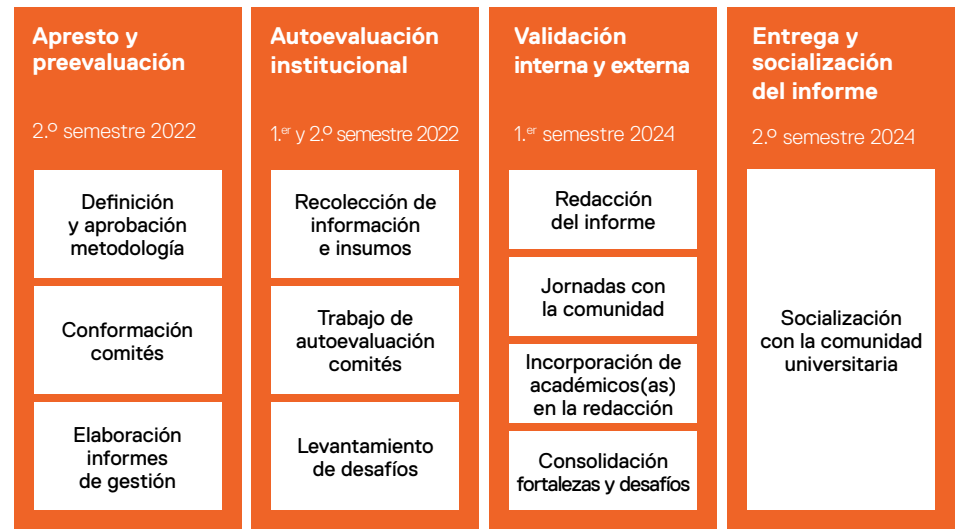 Apresto y
preevaluación
2.º semestre 2022
Definición
y aprobación
metodología
Conformación
comités
Elaboración
informes
de gestión
Autoevaluación
institucional
1.er y 2.º semestre 2022
Recolección de
información
e insumos
Trabajo de
autoevaluación
comités
Levantamiento
de desafíos
Validación
interna y externa
1.er semestre 2024
Redacción
del informe
Jornadas con
la comunidad
Incorporación de
académicos(as)
en la redacción
Consolidación
fortalezas y desafíos
Entrega y
socialización
del informe
2.º semestre 2024
Socialización
con la comunidad
universitaria